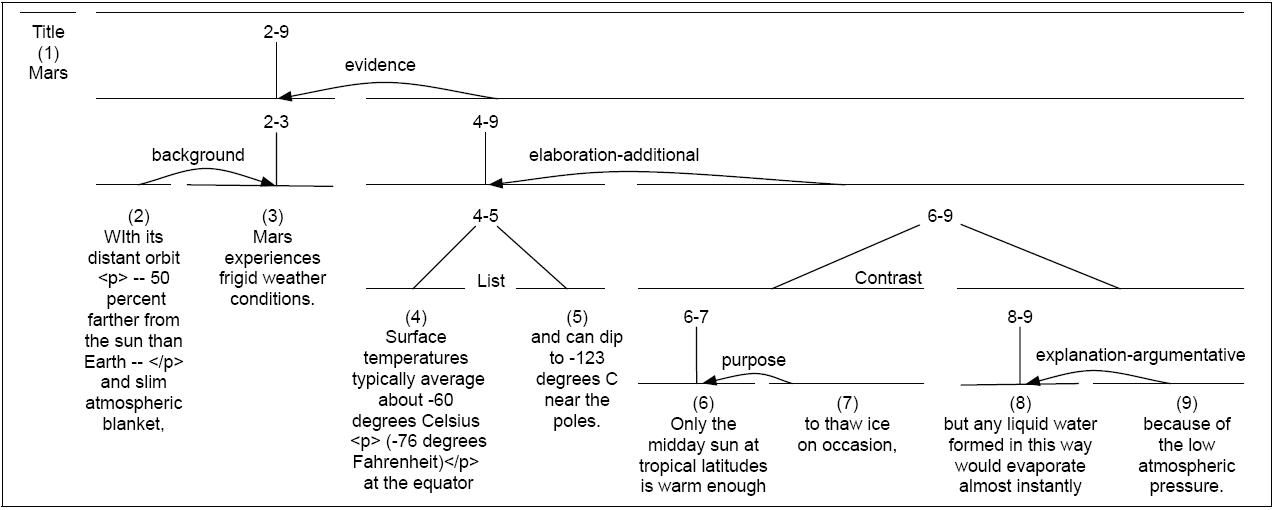 Title
(1)
Mars
2-9
evidence
2-3
4-9
background
elaboration-additional
(2)
WIth its
distant orbit
<p> -- 50
percent
farther from
the sun than
Earth -- </p>
and slim
atmospheric
blanket,
(3)
Mars
experiences
frigid weather
conditions.
4-5
6-9
List
Contrast
(4)
Surface
temperatures
typically average
about -60
degrees Celsius
<p> (-76 degrees
Fahrenheit)</p>
at the equator
(5)
and can dip
to -123
degrees C
near the
poles.
6-7
8-9
purpose
explanation-argumentative
(6)
Only the
midday sun at
tropical latitudes
is warm enough
(7)
to thaw ice
on occasion,
(8)
but any liquid water
formed in this way
would evaporate
almost instantly
(9)
because of
the low
atmospheric
pressure.